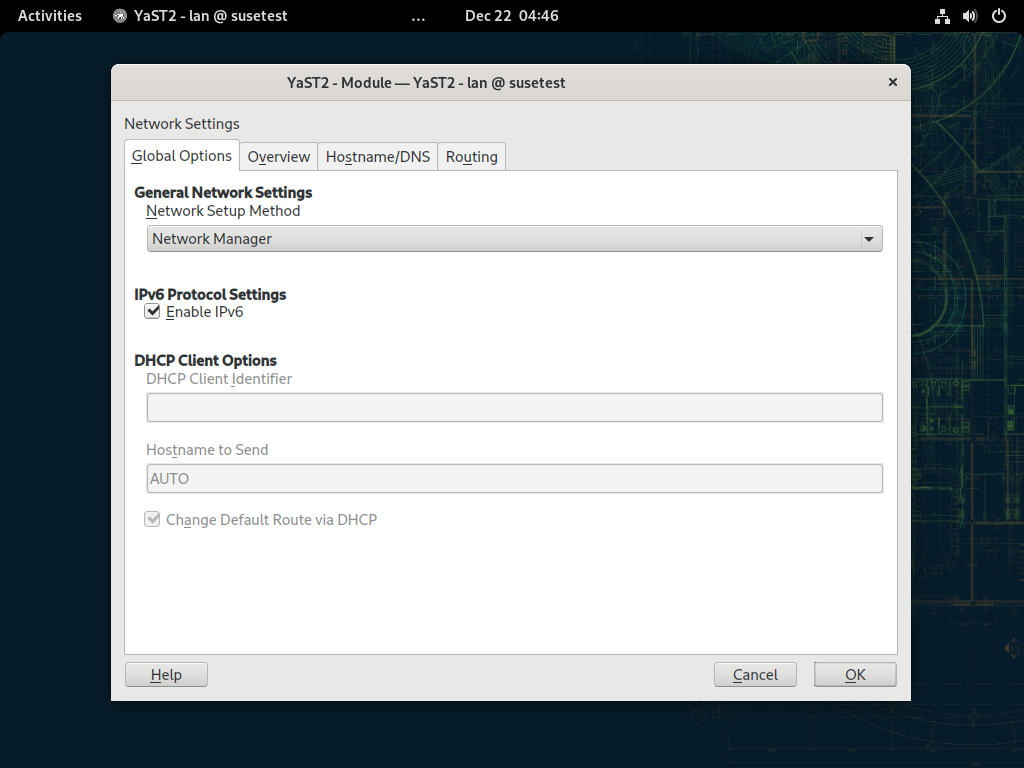 Activities YaST2 - lan @ susetest ... Dec 22 04:46
YaST2 - Module — YaST2 - lan @ susetest
Network Settings
Global Options Overview Hostname/DNS Routing
General Network Settings
Network Setup Method
Network Manager
IPv6 Protocol Settings
Enable IPv6
DHCP Client Options
DHCP Client Identifier
Hostname to Send
AUTO
Change Default Route via DHCP
Help Cancel OK